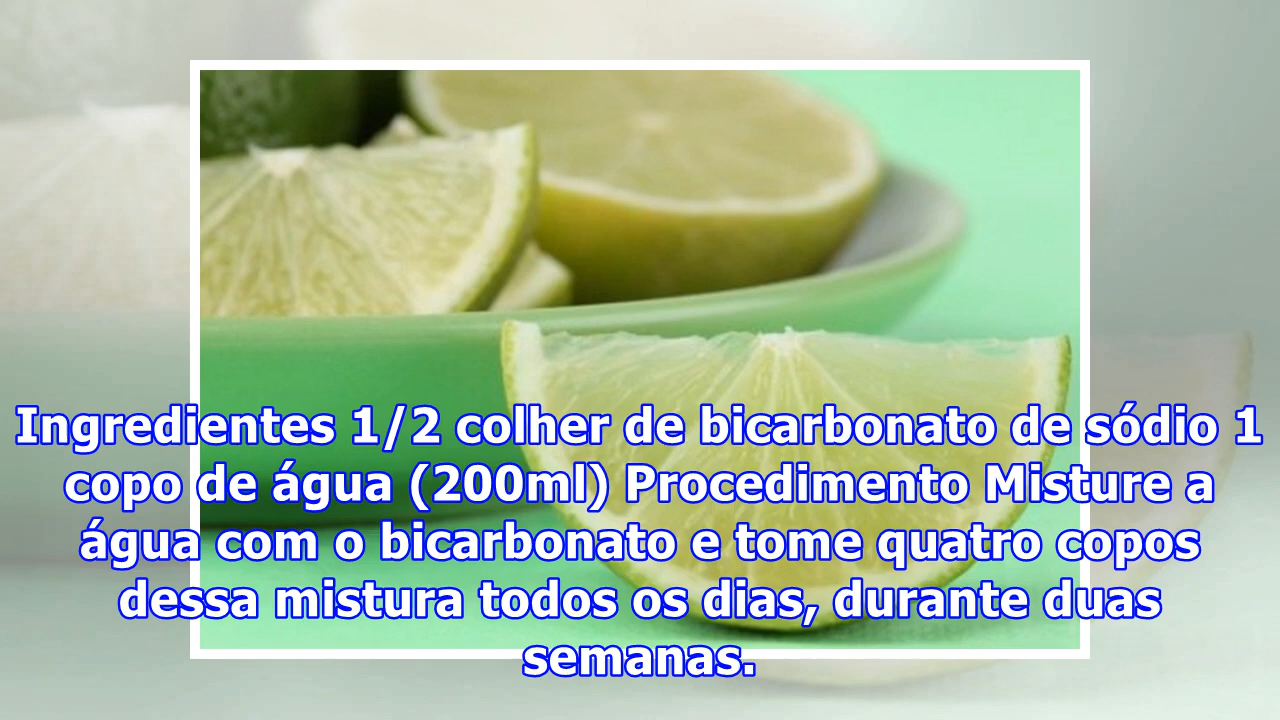 Ingredientes 1/2 colher de bicarbonato de sódio 1
copo de água (200ml) Procedimento Misture a
água com o bicarbonato e tome quatro copos
dessa mistura todos os dias, durante duas
semanas.